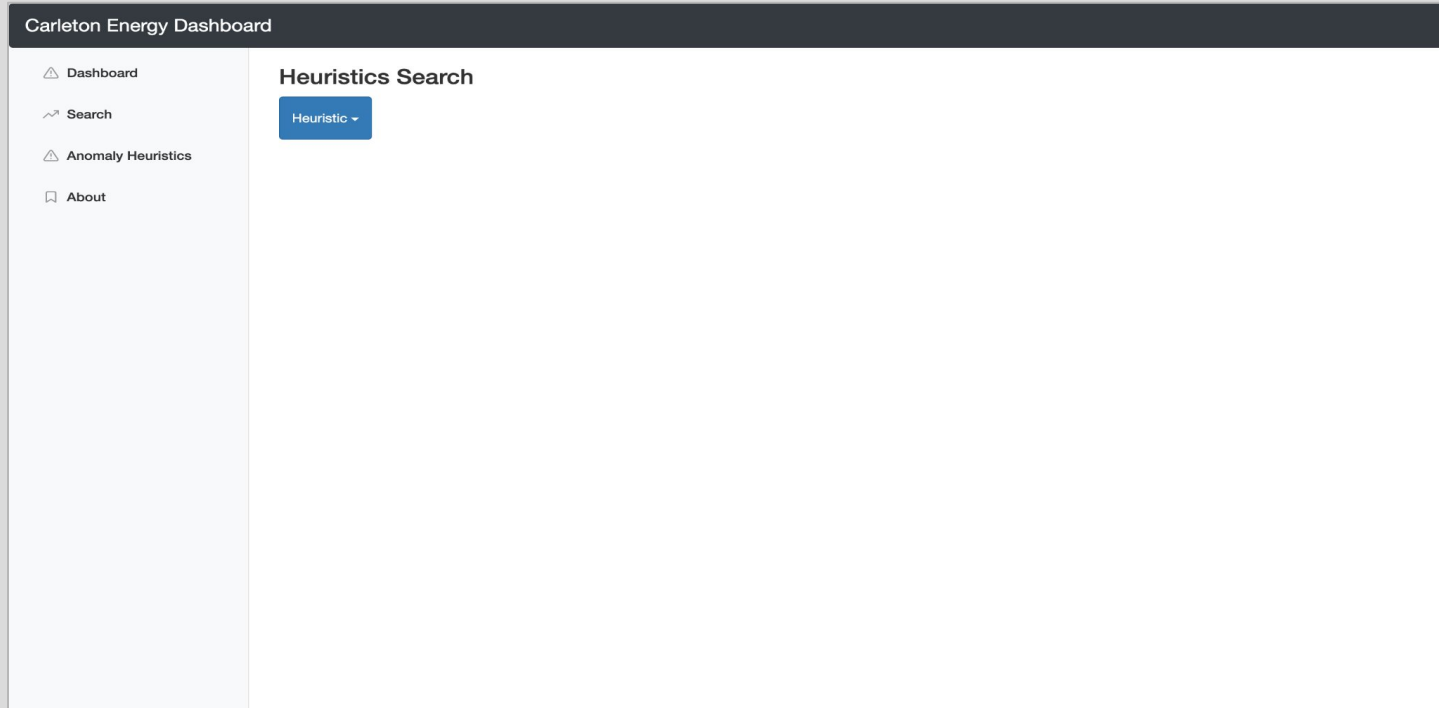 Carleton Energy Dashboard
Dashboard
Search
Anomaly Heuristics
About
Heuristics Search
Heuristic